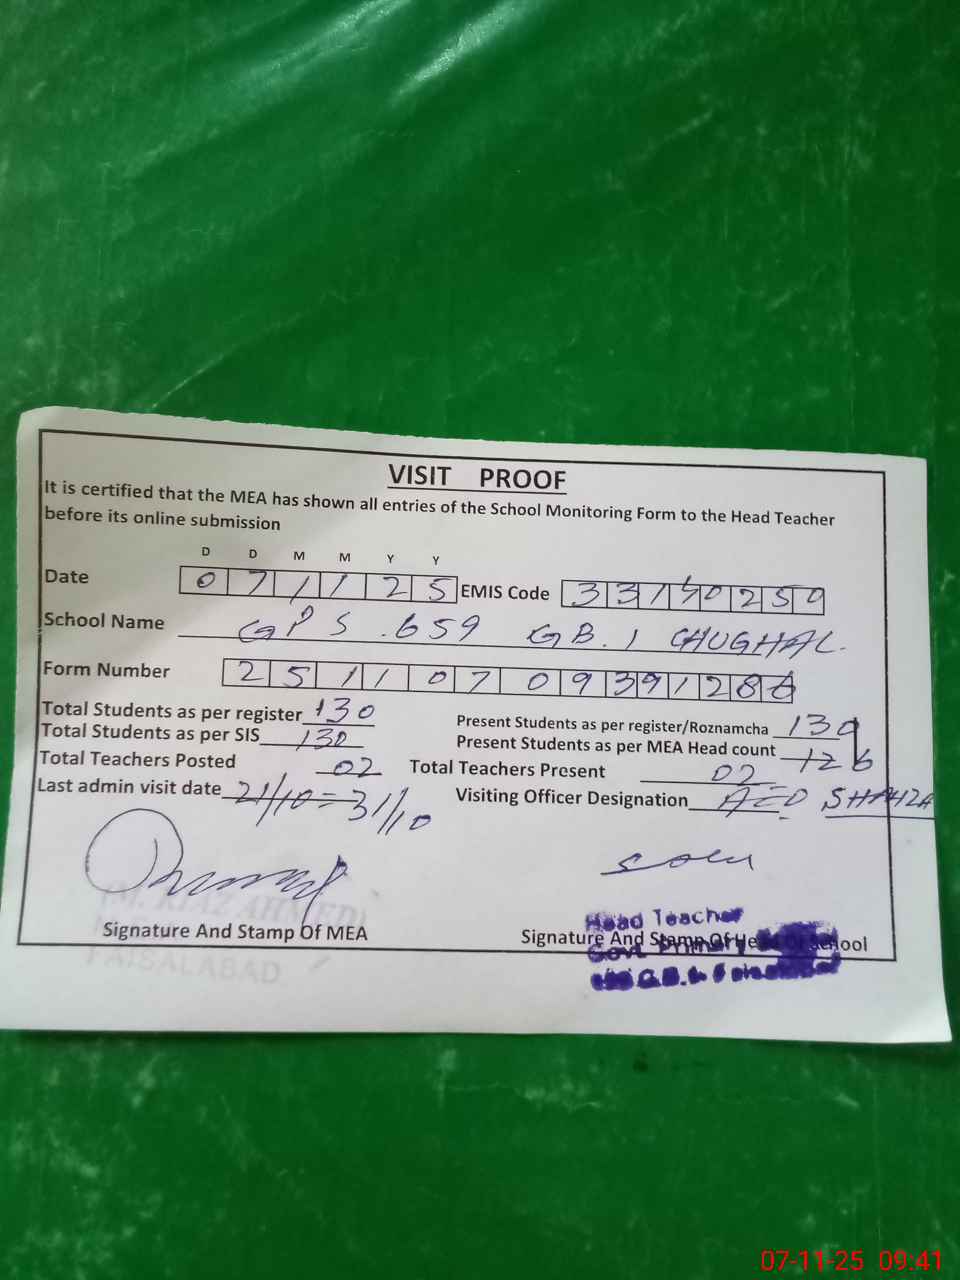 VISIT PROOF
It is certified that the MEA has shown all entries of the School Monitoring Form to the Head Teacher
before its online submission
D D M M Y Y
Date 0 7 1 1 2 5 EMIS Code 3 3 1 4 0 2 5 0
School Name GPS .659 GB. 1 CHUGHAL.
Form Number 2 5 1 1 0 7 0 9 3 9 1 2 8 6
Total Students as per register 130 Present Students as per register/Roznamcha 130
Total Students as per SIS 130 Present Students as per MEA Head count 126
Total Teachers Posted 02 Total Teachers Present 02
Last admin visit date 21/10 = 31/10 Visiting Officer Designation AEO SHAHZA
(M. RIAZ AHMED)
Signature And Stamp Of MEA
FAISALABAD
Head Teacher
Signature And Stamp Of Head Of School
Govt Primary
07-11-25 09:41